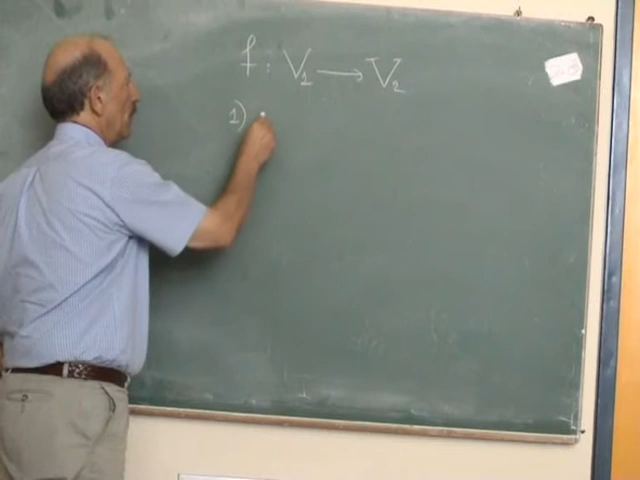 f : V₁ → V₂
1)